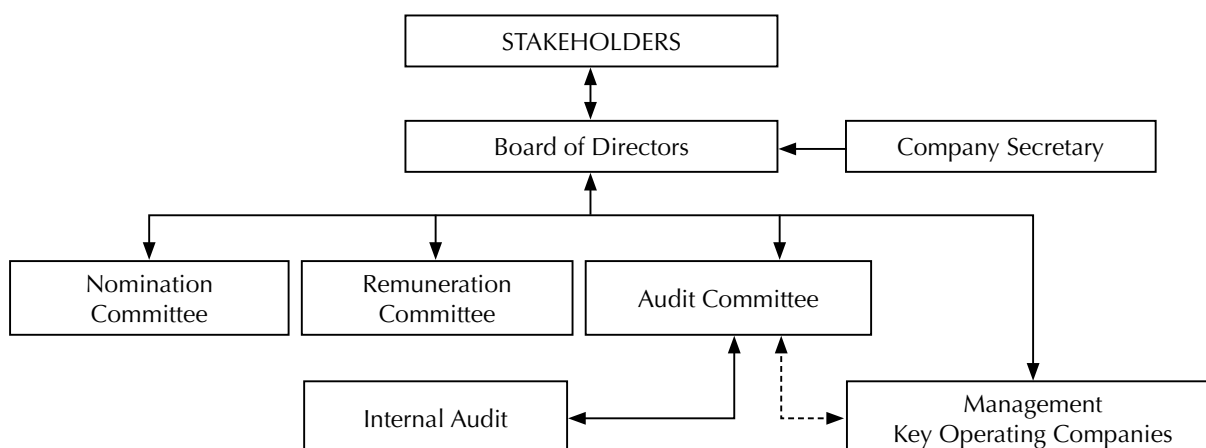 STAKEHOLDERS
Board of Directors
Company Secretary
Nomination
Committee
Remuneration
Committee
Audit Committee
Internal Audit
Management
Key Operating Companies